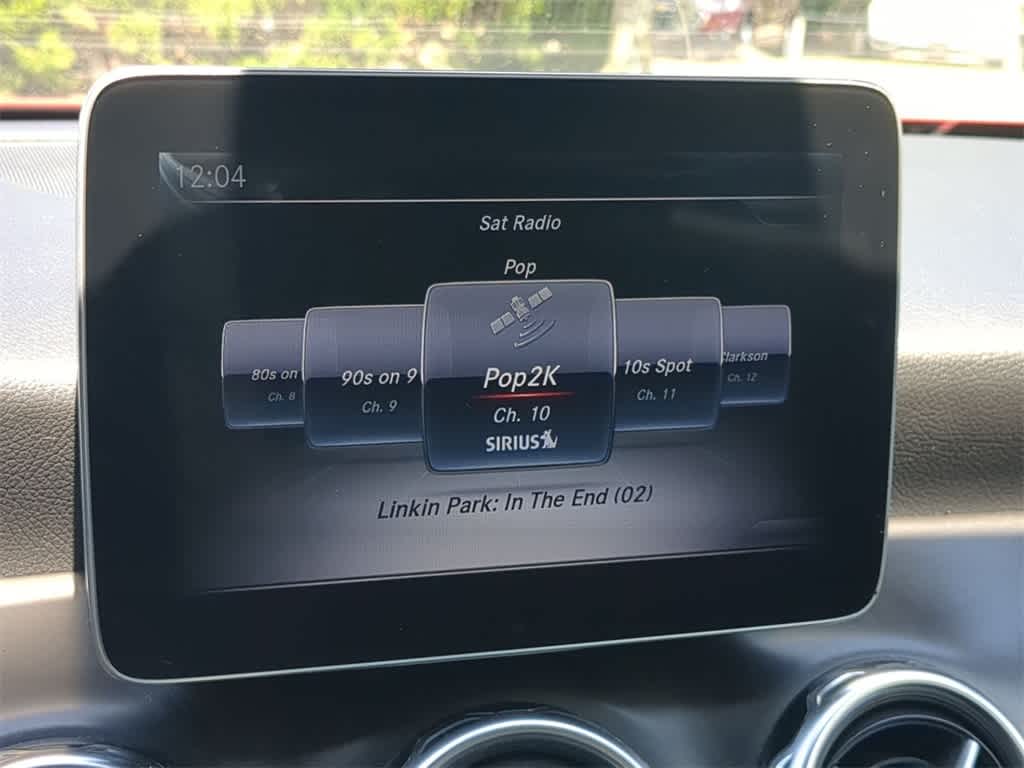 12:04
Sat Radio
Pop
80s on
Ch. 8
90s on 9
Ch. 9
Pop2K
Ch. 10
SIRIUS
10s Spot
Ch. 11
Clarkson
Ch. 12
Linkin Park: In The End (02)